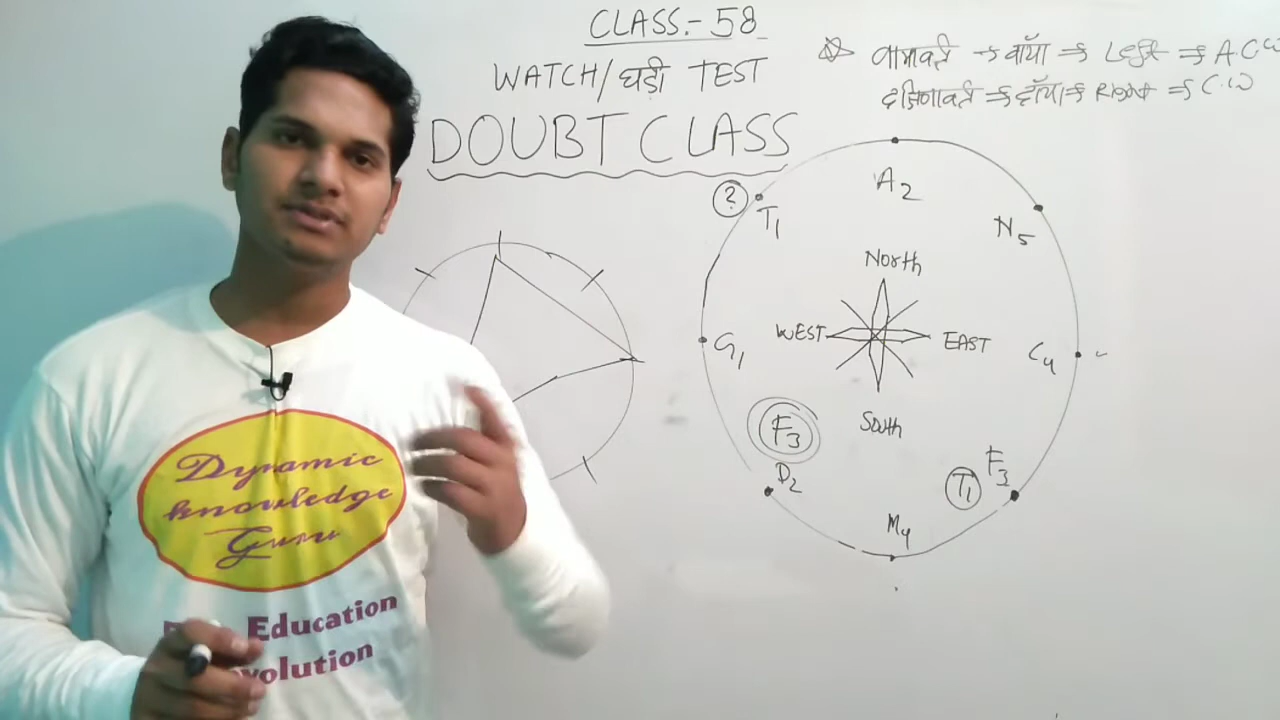 CLASS:- 58
WATCH/घड़ी TEST
DOUBT CLASS
वामावर्त → बाँया ⇒ Left ⇒ A.C.
दक्षिणावर्त ⇒ दाँया ⇒ Right ⇒ C.W
A2
? T1
N5
North
WEST
EAST
G1
C4
South
F3
D2
F3
T1
M4
Dynamic
knowledge
Guru
Education
volution